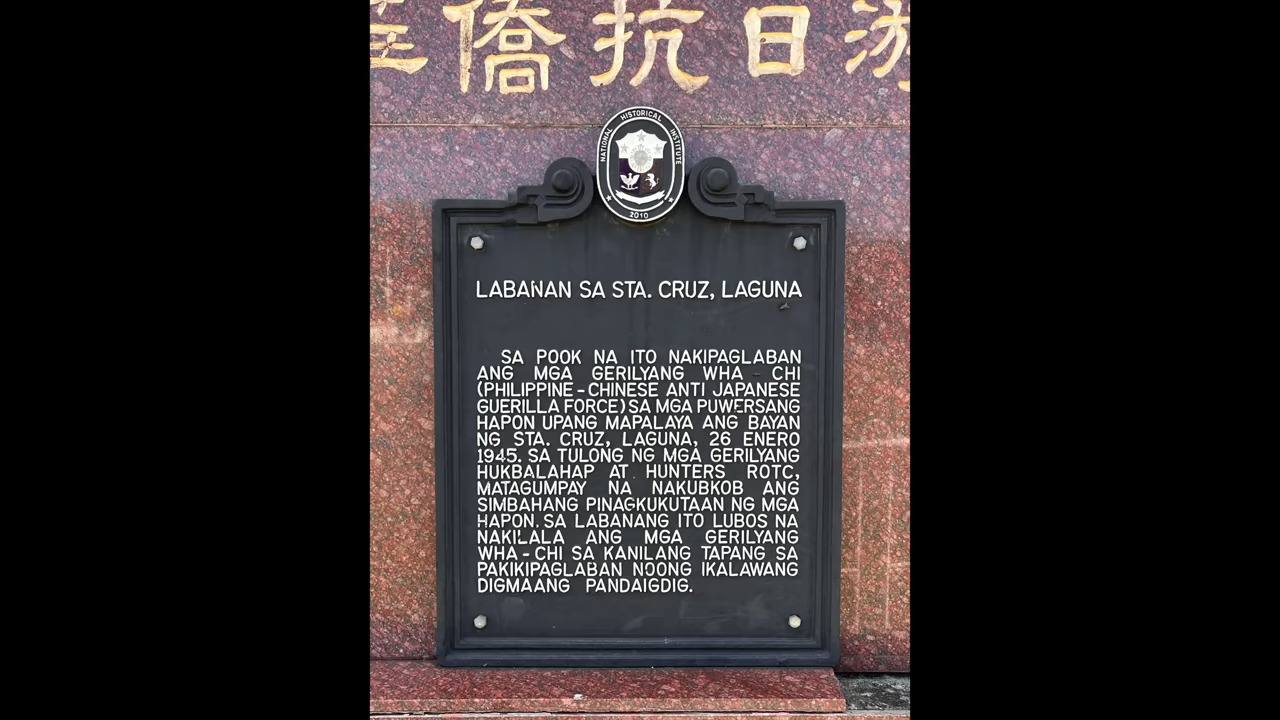 華僑抗日游
NATIONAL HISTORICAL INSTITUTE
2010
LABANAN SA STA. CRUZ, LAGUNA
SA POOK NA ITO NAKIPAGLABAN
ANG MGA GERILYANG WHA - CHI
(PHILIPPINE-CHINESE ANTI JAPANESE
GUERILLA FORCE) SA MGA PUWERSANG
HAPON UPANG MAPALAYA ANG BAYAN
NG STA. CRUZ, LAGUNA, 26 ENERO
1945. SA TULONG NG MGA GERILYANG
HUKBALAHAP AT HUNTERS ROTC,
MATAGUMPAY NA NAKUBKOB ANG
SIMBAHANG PINAGKUKUTAAN NG MGA
HAPON. SA LABANANG ITO LUBOS NA
NAKILALA ANG MGA GERILYANG
WHA-CHI SA KANILANG TAPANG SA
PAKIKIPAGLABAN NOONG IKALAWANG
DIGMAANG PANDAIGDIG.